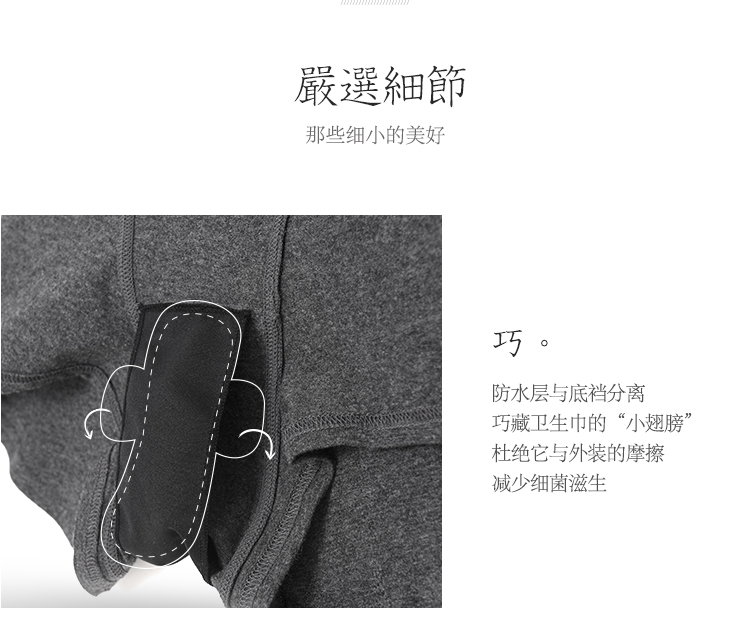 嚴選細節
那些细小的美好
巧。
防水层与底裆分离
巧藏卫生巾的“小翅膀”
杜绝它与外装的摩擦
减少细菌滋生